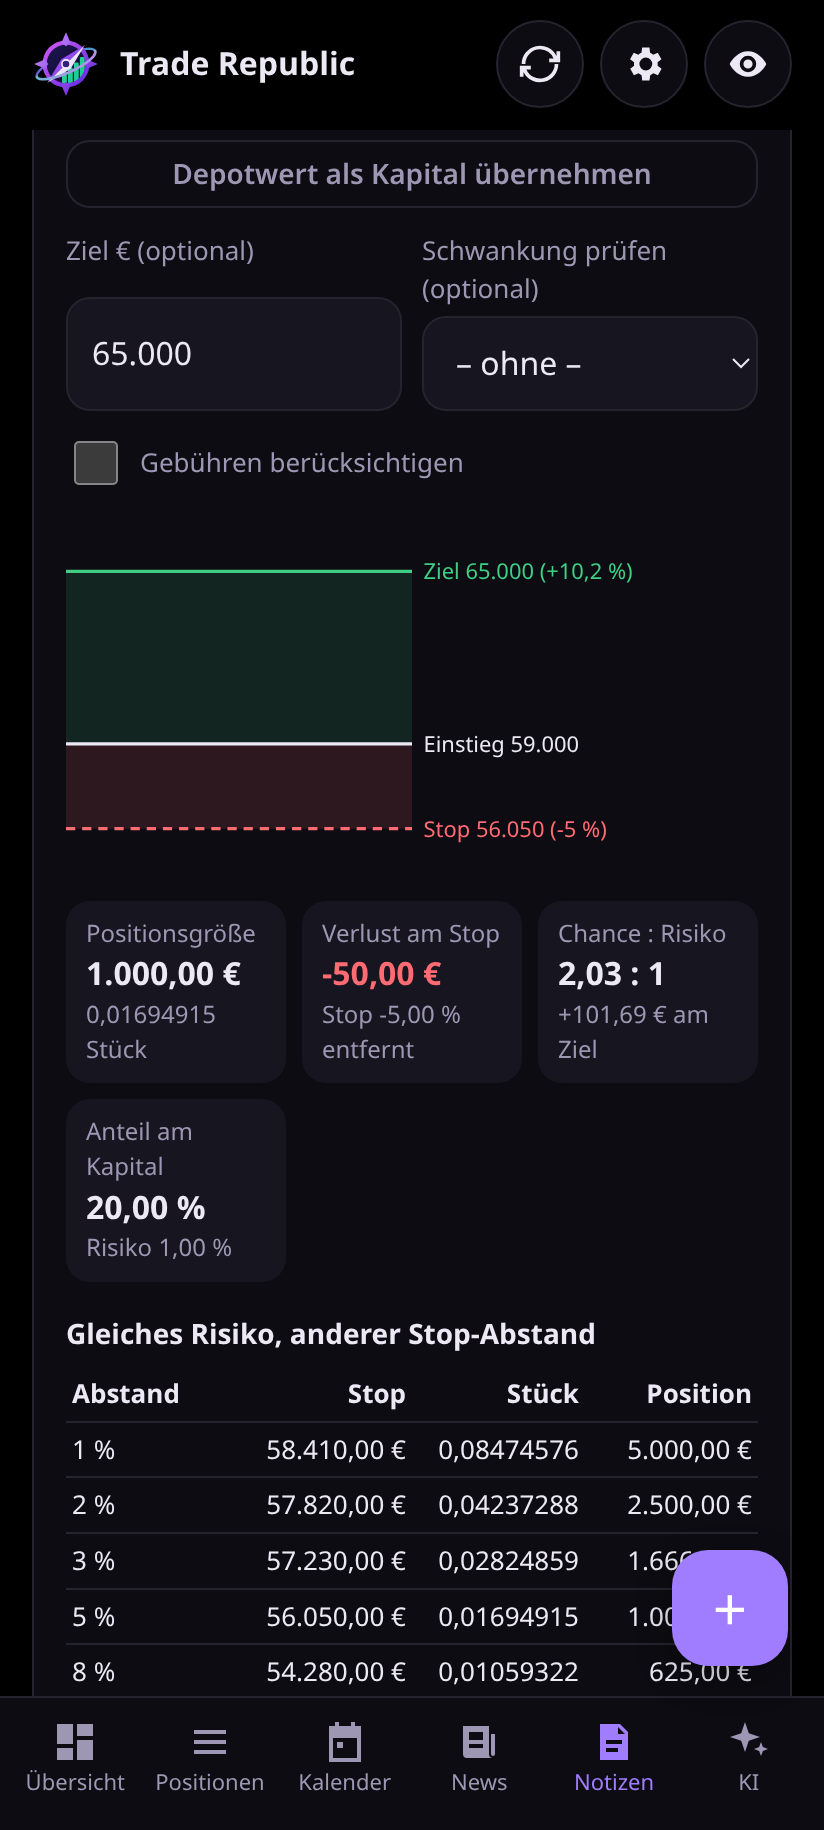 Trade Republic
Depotwert als Kapital übernehmen
Ziel € (optional)
Schwankung prüfen
(optional)
65.000
– ohne –
Gebühren berücksichtigen
Ziel 65.000 (+10,2 %)
Einstieg 59.000
Stop 56.050 (-5 %)
Positionsgröße
1.000,00 €
0,01694915
Stück
Verlust am Stop
-50,00 €
Stop -5,00 %
entfernt
Chance : Risiko
2,03 : 1
+101,69 € am
Ziel
Anteil am
Kapital
20,00 %
Risiko 1,00 %
Gleiches Risiko, anderer Stop-Abstand
Abstand Stop Stück Position
1 % 58.410,00 € 0,08474576 5.000,00 €
2 % 57.820,00 € 0,04237288 2.500,00 €
3 % 57.230,00 € 0,02824859
5 % 56.050,00 € 0,01694915
8 % 54.280,00 € 0,01059322 625,00 €
+
Übersicht Positionen Kalender News Notizen KI